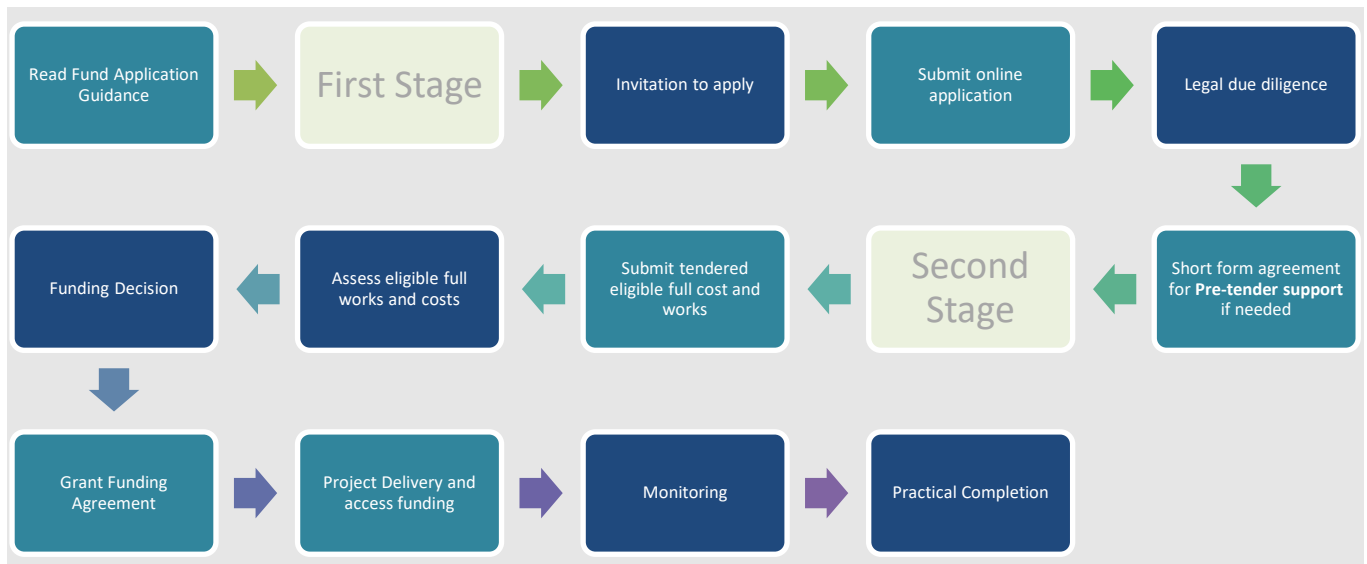 Read Fund Application
Guidance
First Stage
Invitation to apply
Submit online
application
Legal due diligence
Short form agreement
for Pre-tender support
if needed
Second
Stage
Submit tendered
eligible full cost and
works
Assess eligible full
works and costs
Funding Decision
Grant Funding
Agreement
Project Delivery and
access funding
Monitoring
Practical Completion